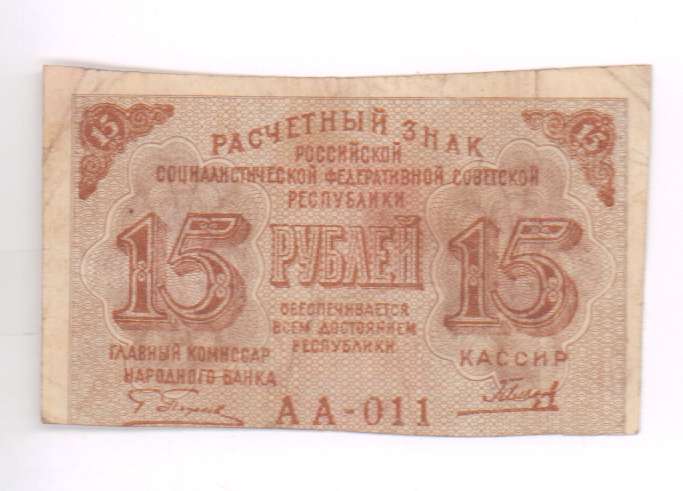 15 15
РАСЧЕТНЫЙ ЗНАК
РОССИЙСКОЙ
СОЦИАЛИСТИЧЕСКОЙ ФЕДЕРАТИВНОЙ СОВЕТСКОЙ
РЕСПУБЛИКИ
15 РУБЛЕЙ 15
ОБЕСПЕЧИВАЕТСЯ
ВСЕМ ДОСТОЯНИЕМ
РЕСПУБЛИКИ
ГЛАВНЫЙ КОМИССАР
НАРОДНОГО БАНКА
КАССИР
АА-011